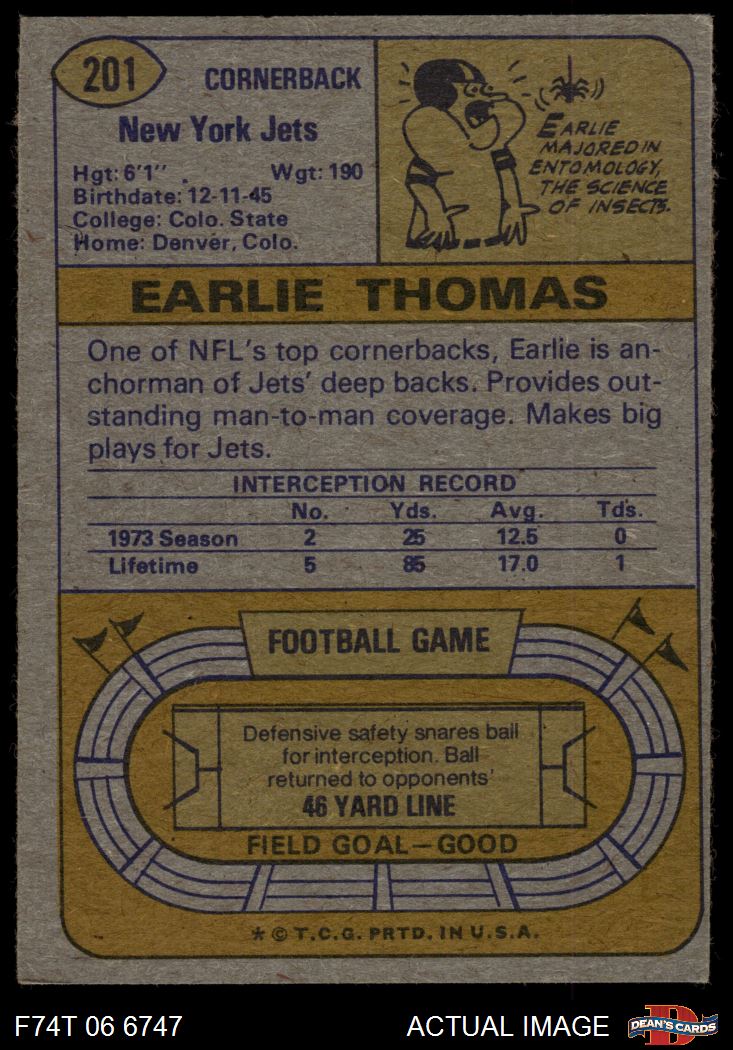 201
CORNERBACK
New York Jets
Hgt: 6'1" Wgt: 190
Birthdate: 12-11-45
College: Colo. State
Home: Denver, Colo.
EARLIE
MAJORED IN
ENTOMOLOGY,
THE SCIENCE
OF INSECTS.
EARLIE THOMAS
One of NFL's top cornerbacks, Earlie is an-
chorman of Jets' deep backs. Provides out-
standing man-to-man coverage. Makes big
plays for Jets.
INTERCEPTION RECORD
No. Yds. Avg. Tds.
1973 Season 2 25 12.5 0
Lifetime 5 85 17.0 1
FOOTBALL GAME
Defensive safety snares ball
for interception. Ball
returned to opponents'
46 YARD LINE
FIELD GOAL—GOOD
* © T.C.G. PRTD. IN U.S.A.
F74T 06 6747 ACTUAL IMAGE
D
DEAN'S CARDS